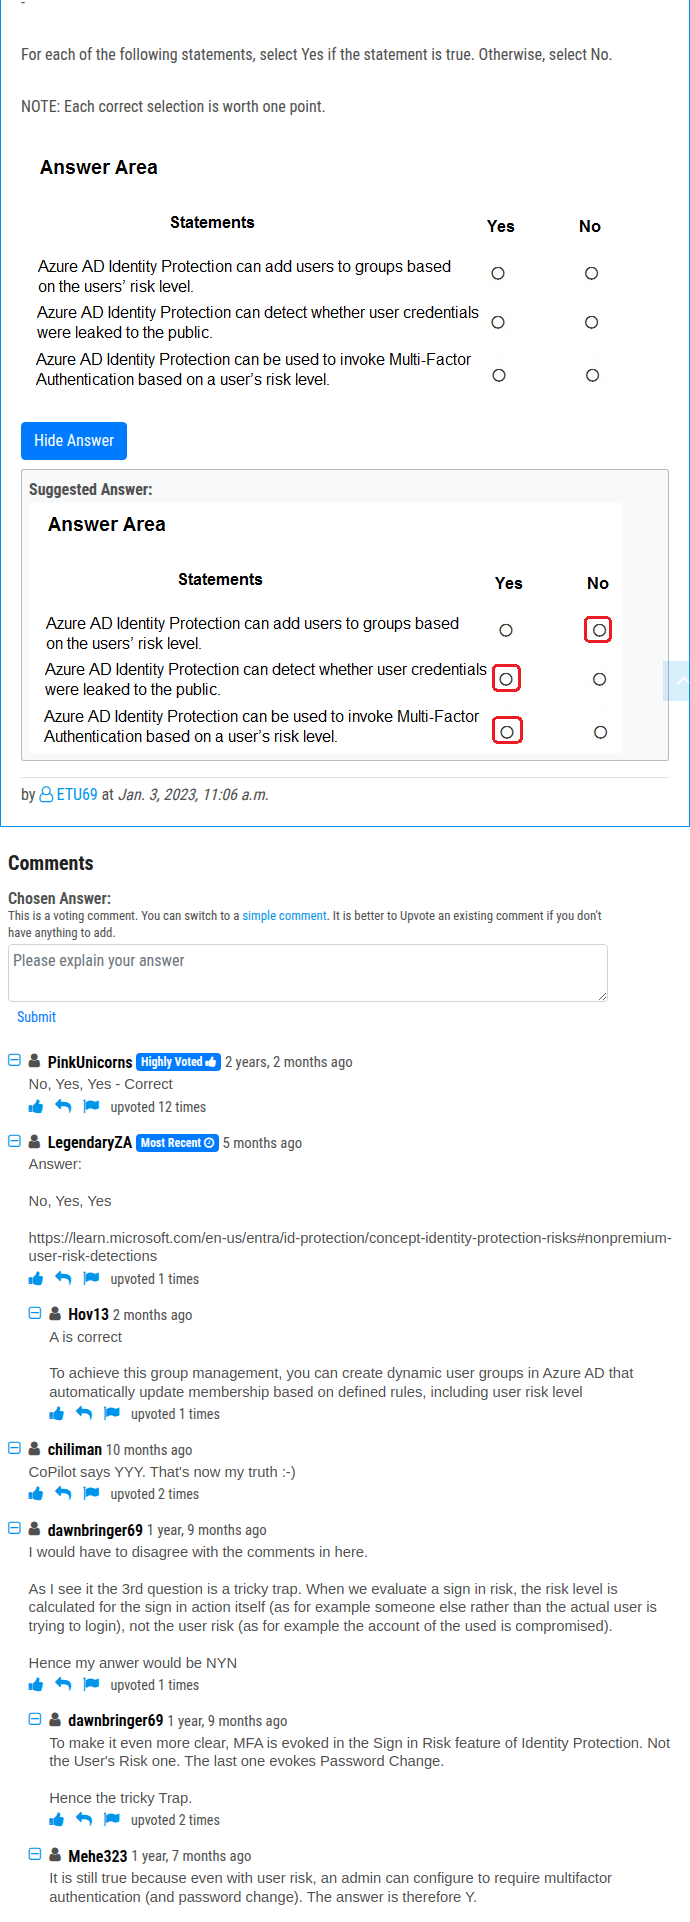 -
For each of the following statements, select Yes if the statement is true. Otherwise, select No.
NOTE: Each correct selection is worth one point.
Answer Area
Statements Yes No
Azure AD Identity Protection can add users to groups based
on the users' risk level.
Azure AD Identity Protection can detect whether user credentials
were leaked to the public.
Azure AD Identity Protection can be used to invoke Multi-Factor
Authentication based on a user's risk level.
Hide Answer
Suggested Answer:
Answer Area
Statements Yes No
Azure AD Identity Protection can add users to groups based
on the users' risk level.
Azure AD Identity Protection can detect whether user credentials
were leaked to the public.
Azure AD Identity Protection can be used to invoke Multi-Factor
Authentication based on a user's risk level.
by ETU69 at Jan. 3, 2023, 11:06 a.m.
Comments
Chosen Answer:
This is a voting comment. You can switch to a simple comment. It is better to Upvote an existing comment if you don't
have anything to add.
Please explain your answer
Submit
PinkUnicorns Highly Voted 2 years, 2 months ago
No, Yes, Yes - Correct
upvoted 12 times
LegendaryZA Most Recent 5 months ago
Answer:
No, Yes, Yes
https://learn.microsoft.com/en-us/entra/id-protection/concept-identity-protection-risks#nonpremium-
user-risk-detections
upvoted 1 times
Hov13 2 months ago
A is correct
To achieve this group management, you can create dynamic user groups in Azure AD that
automatically update membership based on defined rules, including user risk level
upvoted 1 times
chiliman 10 months ago
CoPilot says YYY. That's now my truth :-)
upvoted 2 times
dawnbringer69 1 year, 9 months ago
I would have to disagree with the comments in here.
As I see it the 3rd question is a tricky trap. When we evaluate a sign in risk, the risk level is
calculated for the sign in action itself (as for example someone else rather than the actual user is
trying to login), not the user risk (as for example the account of the used is compromised).
Hence my anwer would be NYN
upvoted 1 times
dawnbringer69 1 year, 9 months ago
To make it even more clear, MFA is evoked in the Sign in Risk feature of Identity Protection. Not
the User's Risk one. The last one evokes Password Change.
Hence the tricky Trap.
upvoted 2 times
Mehe323 1 year, 7 months ago
It is still true because even with user risk, an admin can configure to require multifactor
authentication (and password change). The answer is therefore Y.